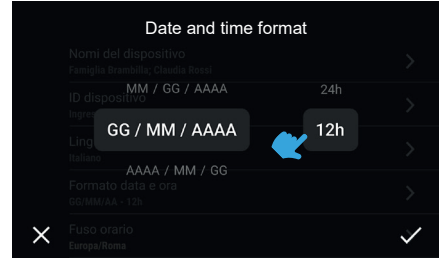 Date and time format
Nomi del dispositivo
Famiglia Brambilla; Claudia Rossi
MM / GG / AAAA
24h
ID dispositivo
GG / MM / AAAA
12h
Italiano
AAAA / MM / GG
Formato data e ora
GG/MM/AA - 12h
Fuso orario
Europa/Roma